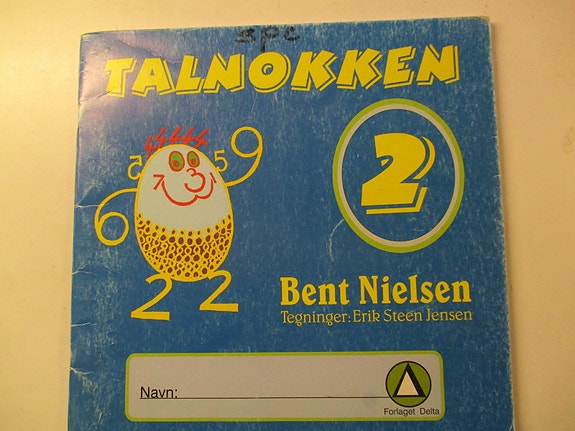 spc
TALNOKKEN
2
Bent Nielsen
Tegninger: Erik Steen Jensen
Navn:
Forlaget Delta